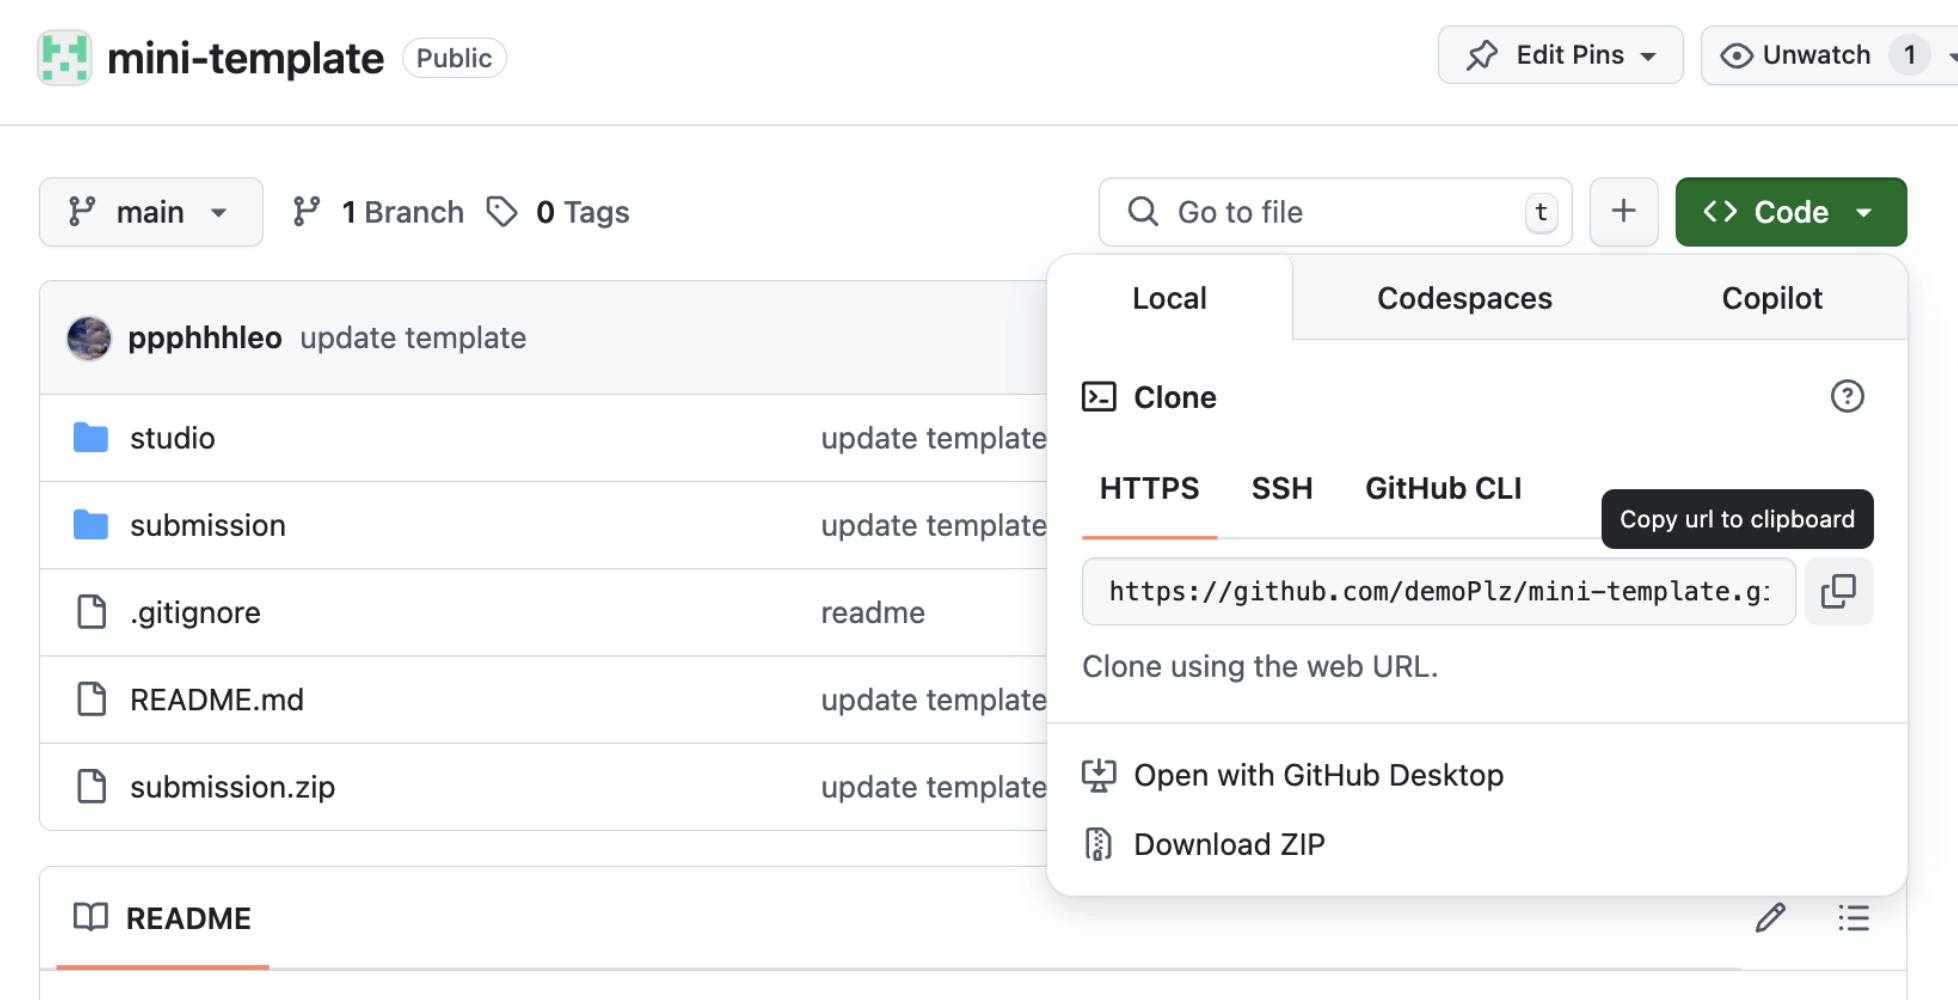 mini-template Public Edit Pins Unwatch 1
main 1 Branch 0 Tags Go to file t + Code
ppphhhleo update template
studio update template
submission update template
.gitignore readme
README.md update template
submission.zip update template
README
Local Codespaces Copilot
Clone
HTTPS SSH GitHub CLI
Copy url to clipboard
https://github.com/demoPlz/mini-template.gi
Clone using the web URL.
Open with GitHub Desktop
Download ZIP